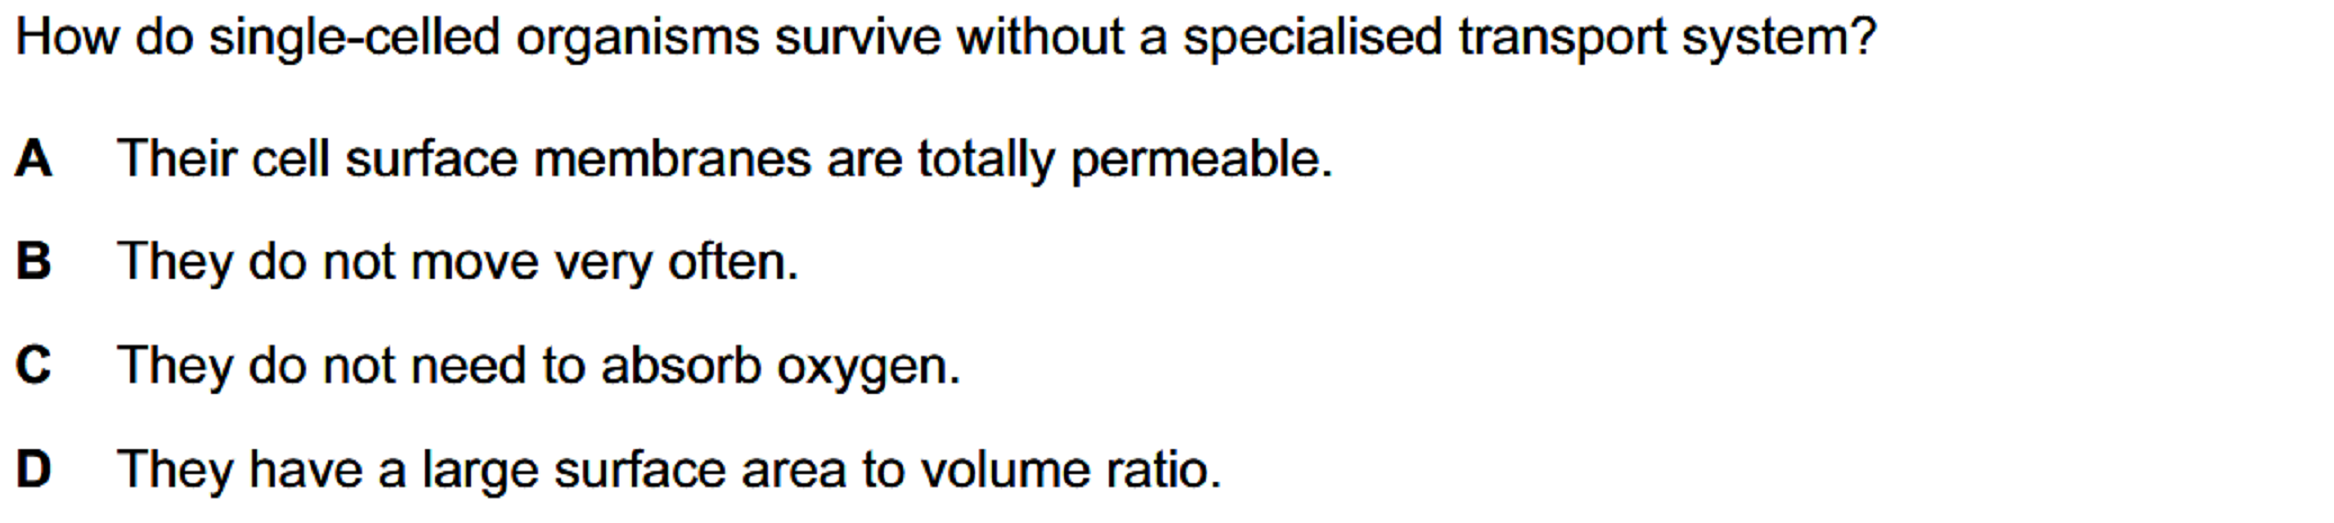 How do single-celled organisms survive without a specialised transport system?
A Their cell surface membranes are totally permeable.
B They do not move very often.
C They do not need to absorb oxygen.
D They have a large surface area to volume ratio.